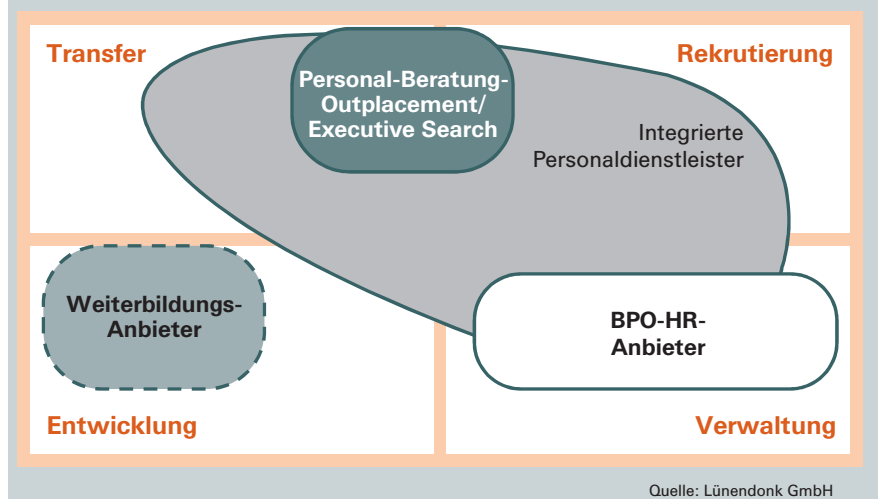 Transfer
Rekrutierung
Personal-Beratung-
Outplacement/
Executive Search
Integrierte
Personaldienstleister
Weiterbildungs-
Anbieter
BPO-HR-
Anbieter
Entwicklung
Verwaltung
Quelle: Lünendonk GmbH